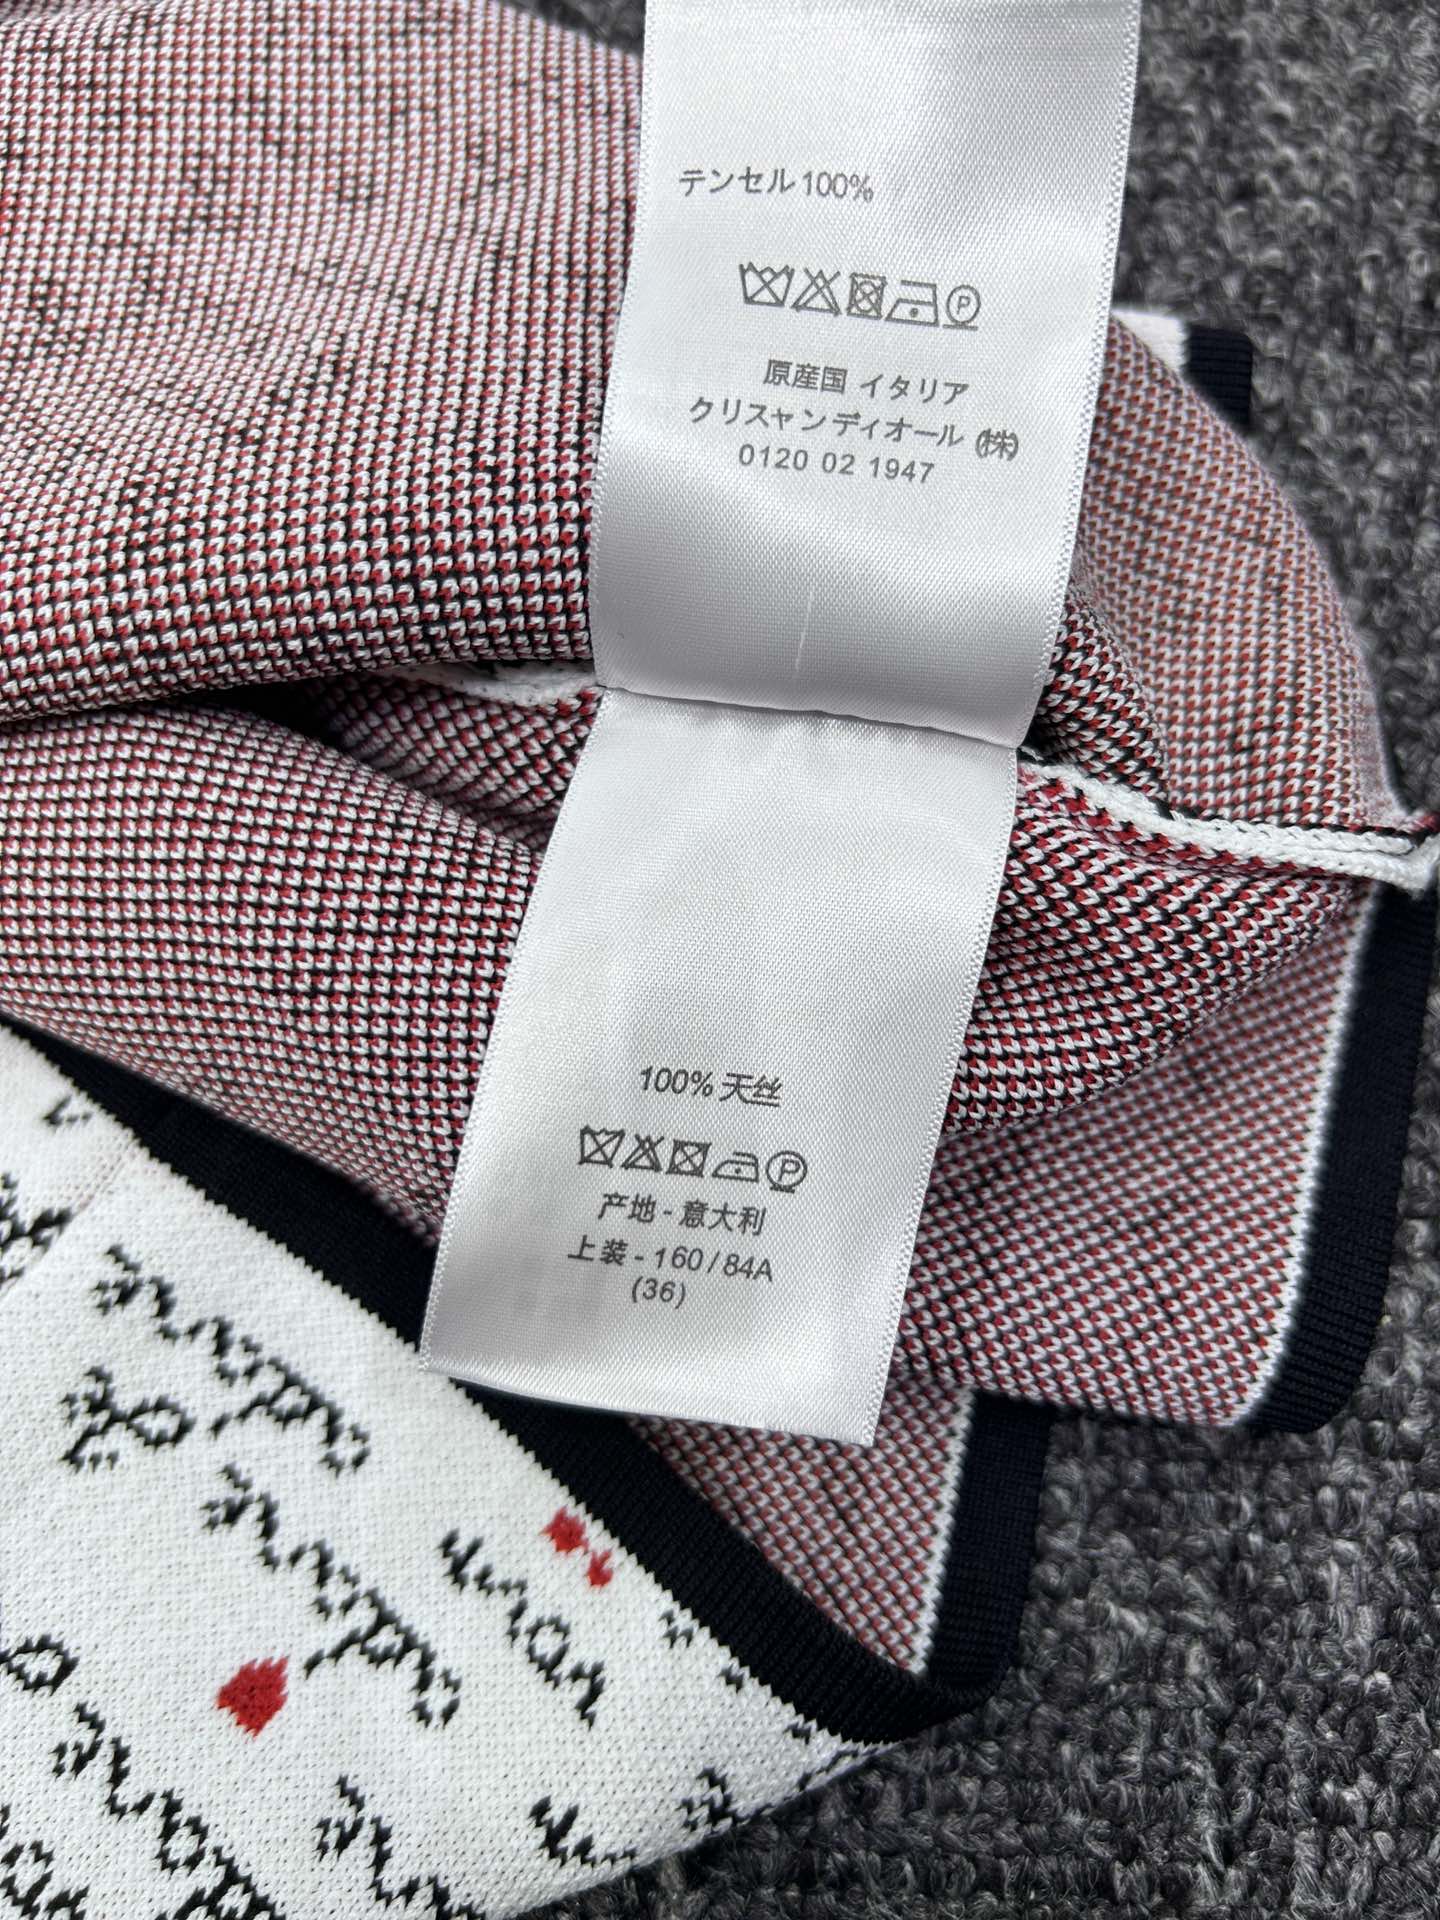 テンセル100%
P
原産国 イタリア
クリスャンディオール (株)
0120 02 1947
100% 天丝
P
产地 - 意大利
上装 - 160 / 84A
(36)